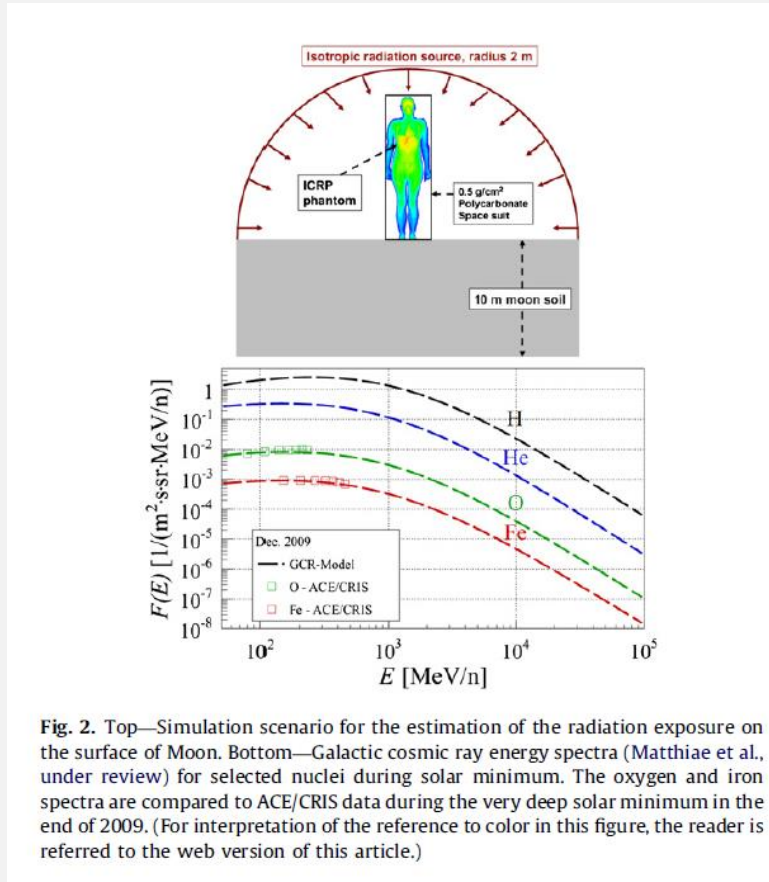 Isotropic radiation source, radius 2 m
ICRP
phantom
0.5 g/cm²
Polycarbonate
Space suit
10 m moon soil
F(E) [1/(m²·s·sr·MeV/n)]
1
10⁻¹
10⁻²
10⁻³
10⁻⁴
10⁻⁵
10⁻⁶
10⁻⁷
10⁻⁸
H
He
O
Fe
Dec. 2009
GCR-Model
O - ACE/CRIS
Fe - ACE/CRIS
10²
10³
10⁴
10⁵
E [MeV/n]
Fig. 2. Top—Simulation scenario for the estimation of the radiation exposure on
the surface of Moon. Bottom—Galactic cosmic ray energy spectra (Matthiae et al.,
under review) for selected nuclei during solar minimum. The oxygen and iron
spectra are compared to ACE/CRIS data during the very deep solar minimum in the
end of 2009. (For interpretation of the reference to color in this figure, the reader is
referred to the web version of this article.)